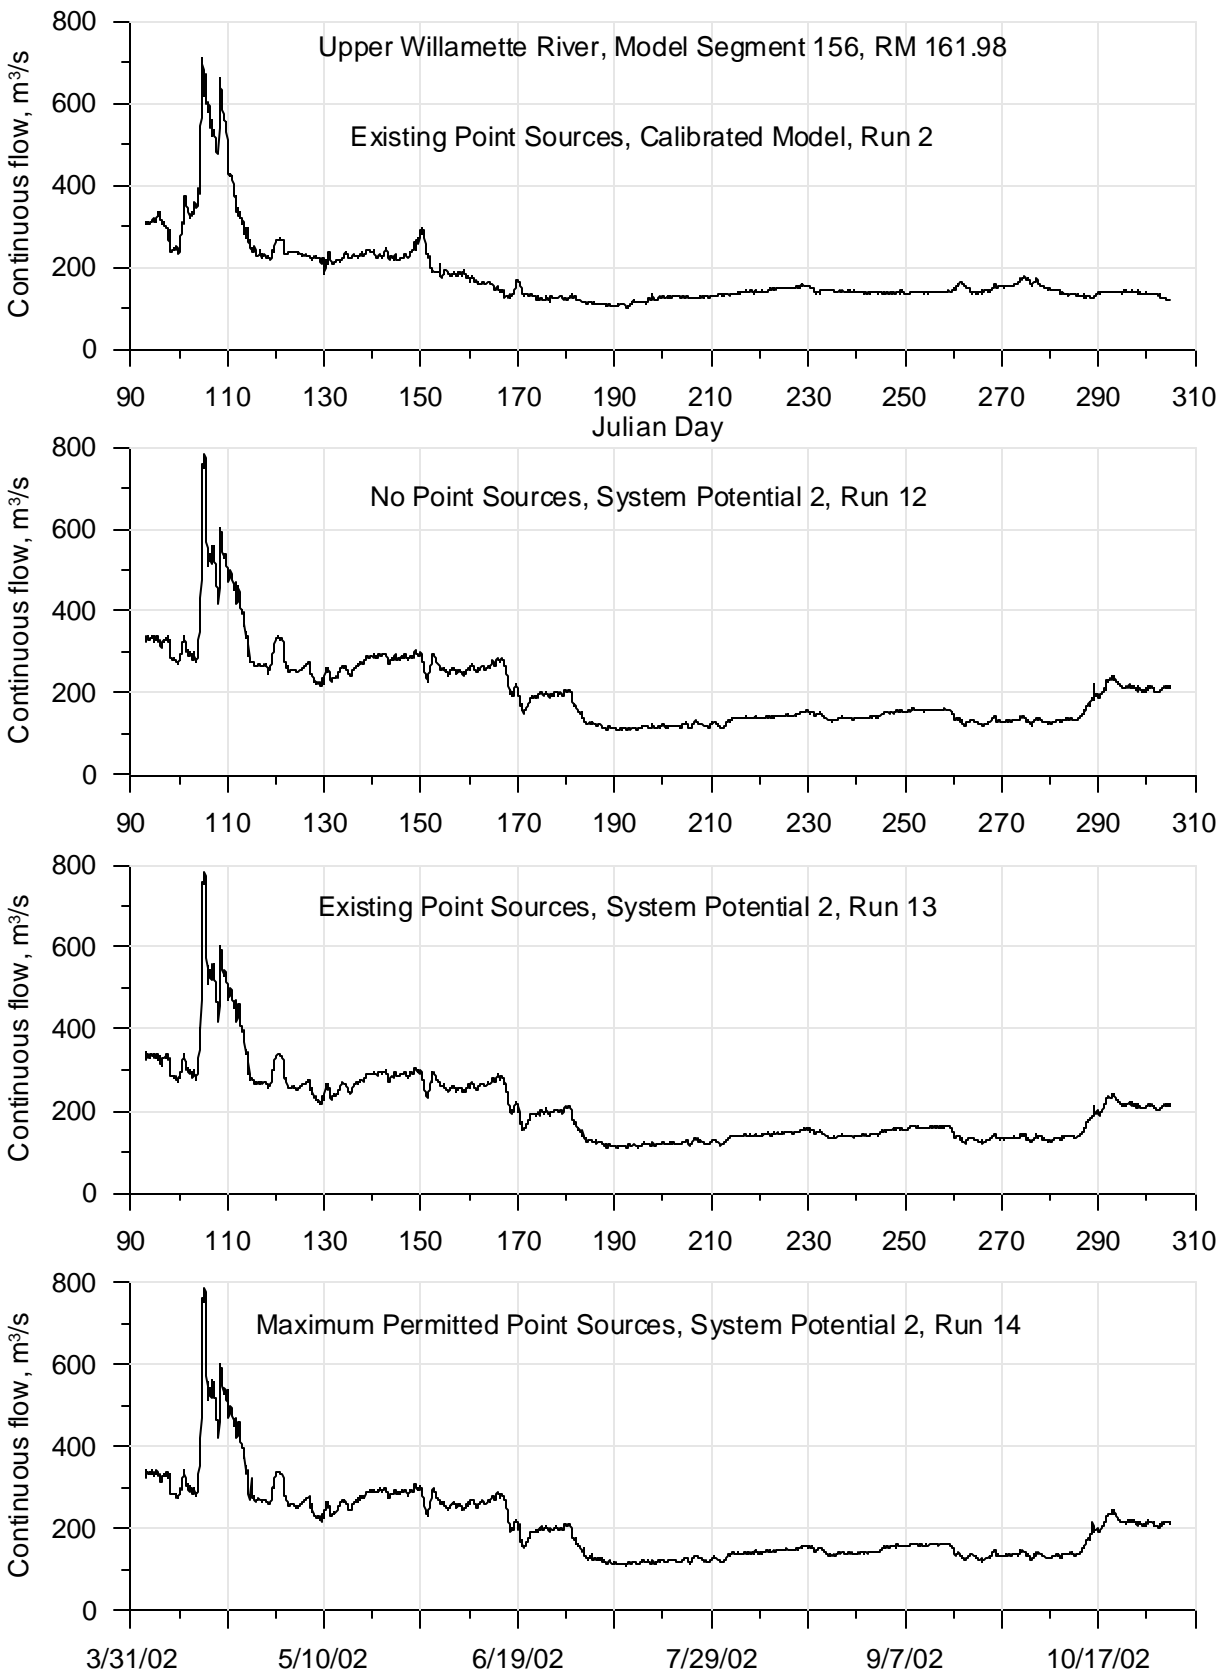 800
600
400
200
0
Continuous flow, m³/s
Upper Willamette River, Model Segment 156, RM 161.98
Existing Point Sources, Calibrated Model, Run 2
90 110 130 150 170 190 210 230 250 270 290 310
Julian Day
800
600
400
200
0
Continuous flow, m³/s
No Point Sources, System Potential 2, Run 12
90 110 130 150 170 190 210 230 250 270 290 310
800
600
400
200
0
Continuous flow, m³/s
Existing Point Sources, System Potential 2, Run 13
90 110 130 150 170 190 210 230 250 270 290 310
800
600
400
200
0
Continuous flow, m³/s
Maximum Permitted Point Sources, System Potential 2, Run 14
3/31/02 5/10/02 6/19/02 7/29/02 9/7/02 10/17/02